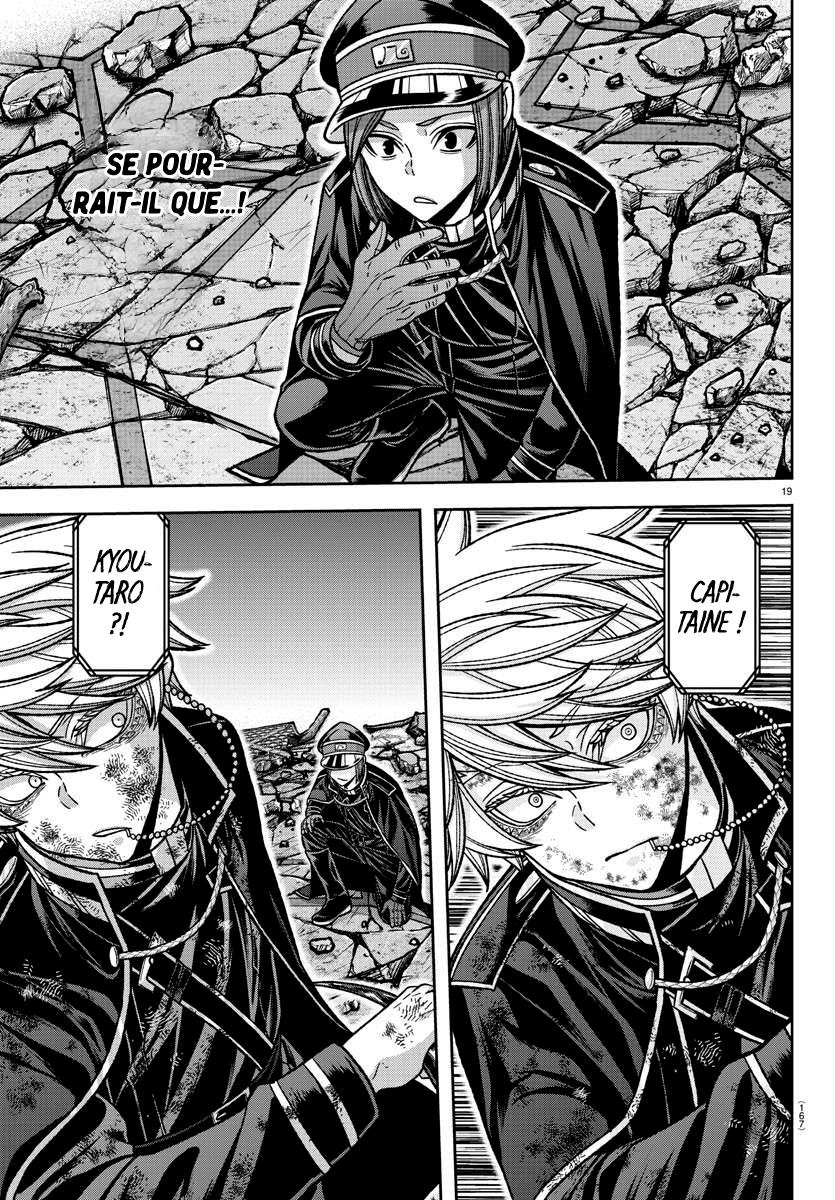 SE POUR-
RAIT-IL QUE...!
19
CAPI-
TAINE !
KYOU-
TARO
?!
(167)